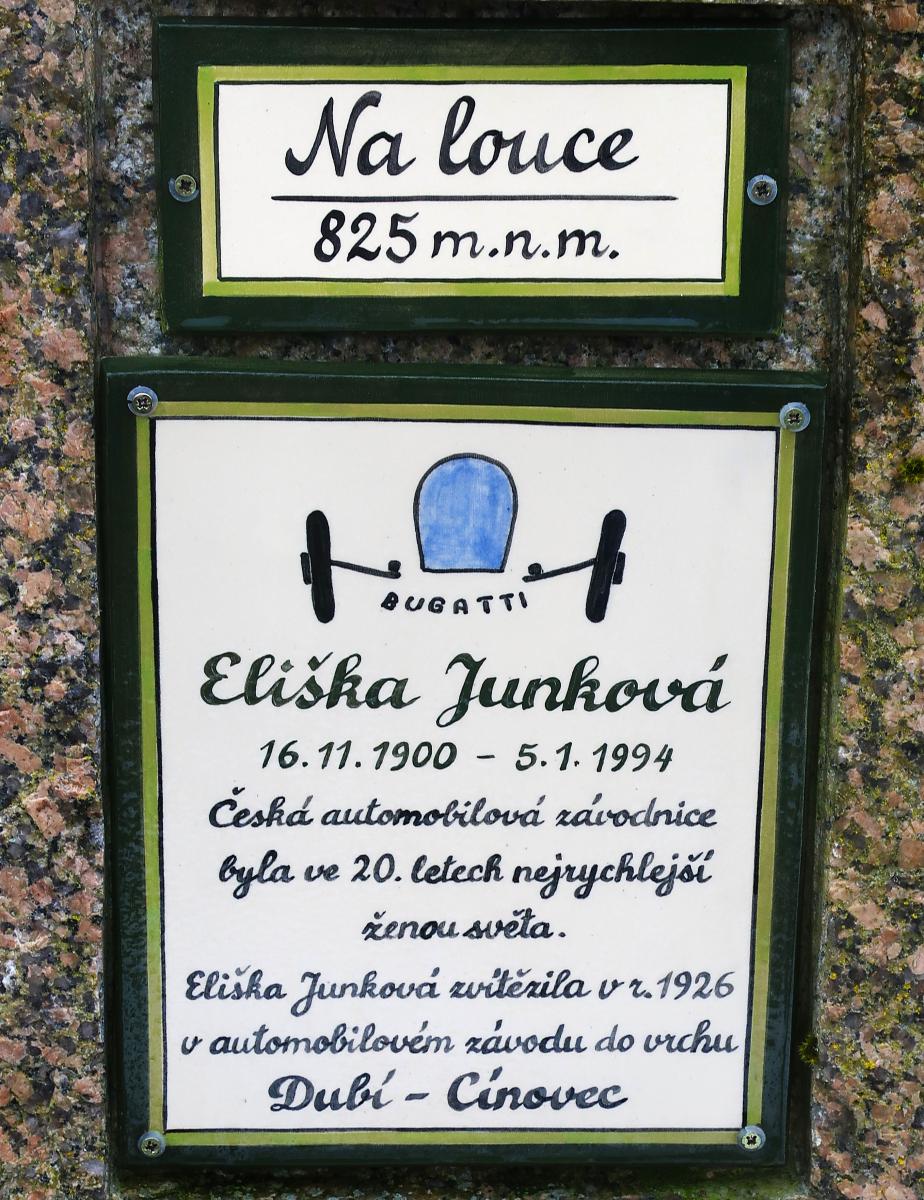 Na louce
825 m.n.m.
BUGATTI
Eliška Junková
16.11.1900 - 5.1.1994
Česká automobilová závodnice
byla ve 20. letech nejrychlejší
ženou světa.
Eliška Junková zvítězila v r. 1926
v automobilovém závodu do vrchu
Dubí - Cínovec